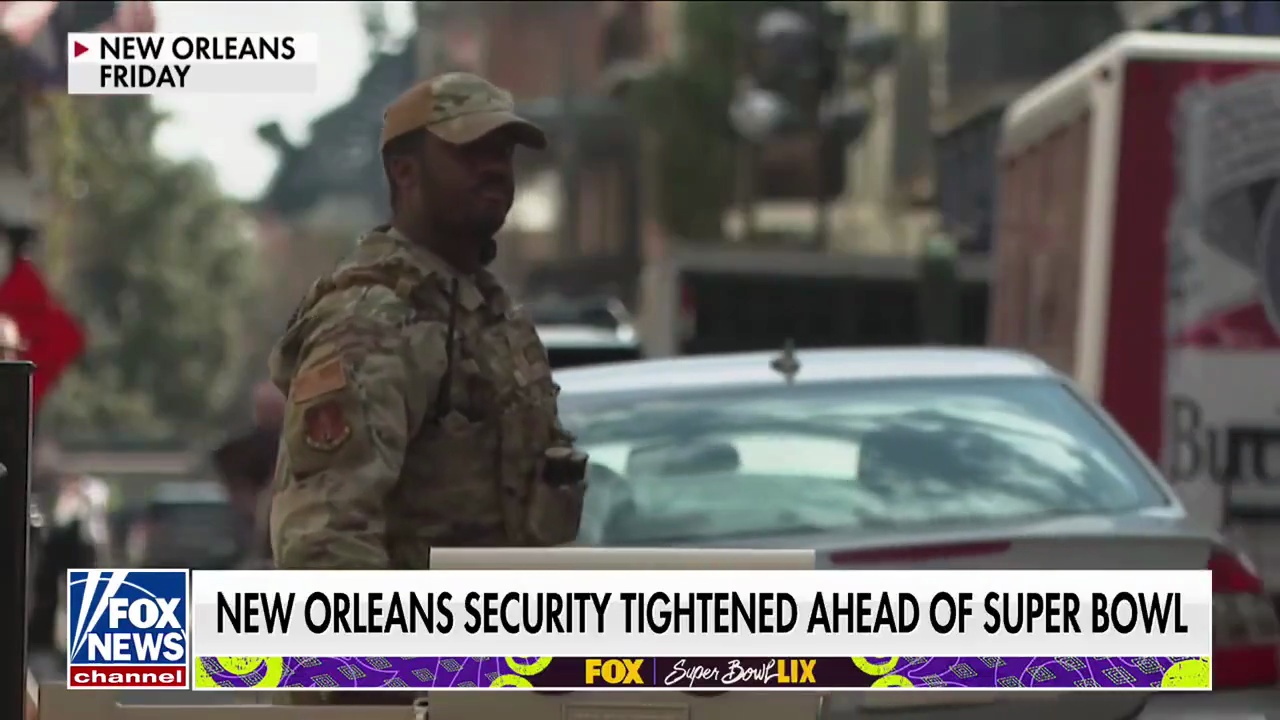 NEW ORLEANS
FRIDAY
FOX
NEWS
channel
NEW ORLEANS SECURITY TIGHTENED AHEAD OF SUPER BOWL
FOX Super Bowl LIX